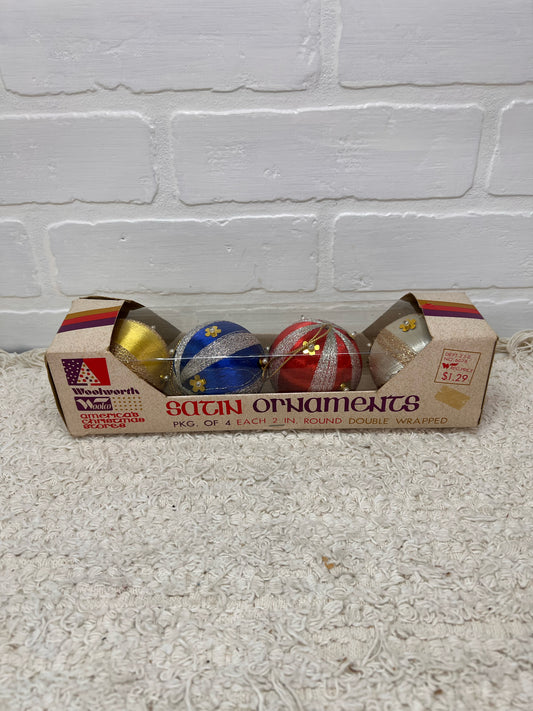 Woolworth
Woolco
america's
christmas
stores
satin ornaments
PKG. OF 4 EACH 2 IN. ROUND DOUBLE WRAPPED
$1.29